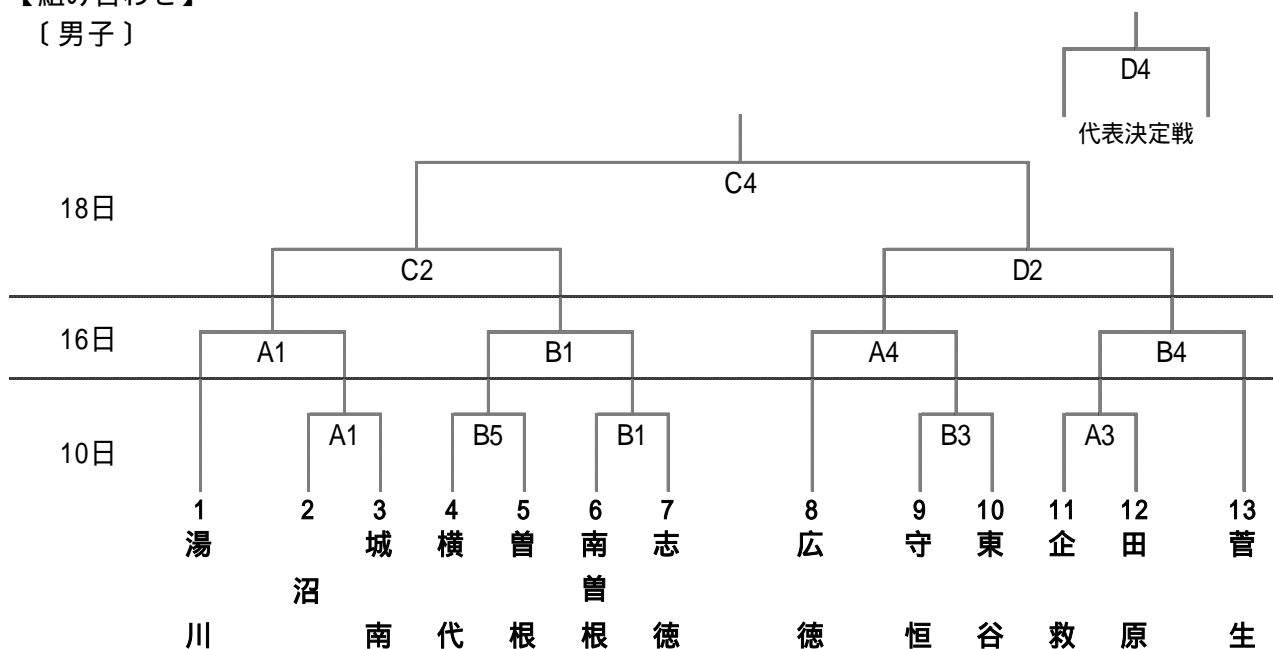 【組み合わせ】
〔男子〕
D4
代表決定戦
C4
18日
C2 D2
16日
A1 B1 A4 B4
10日
A1 B5 B1 B3 A3
1 2 3 4 5 6 7 8 9 10 11 12 13
湯川
沼
城南
横代
曽根
南曽根
志徳
広徳
守恒
東谷
企救
田原
菅生